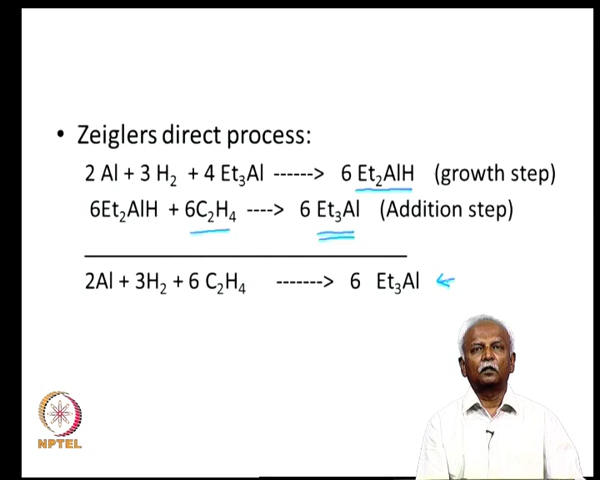 • Zeiglers direct process:
2 Al + 3 H₂ + 4 Et₃Al ------> 6 Et₂AlH (growth step)
6Et₂AlH + 6C₂H₄ ----> 6 Et₃Al (Addition step)
2Al + 3H₂ + 6 C₂H₄ -------> 6 Et₃Al
NPTEL